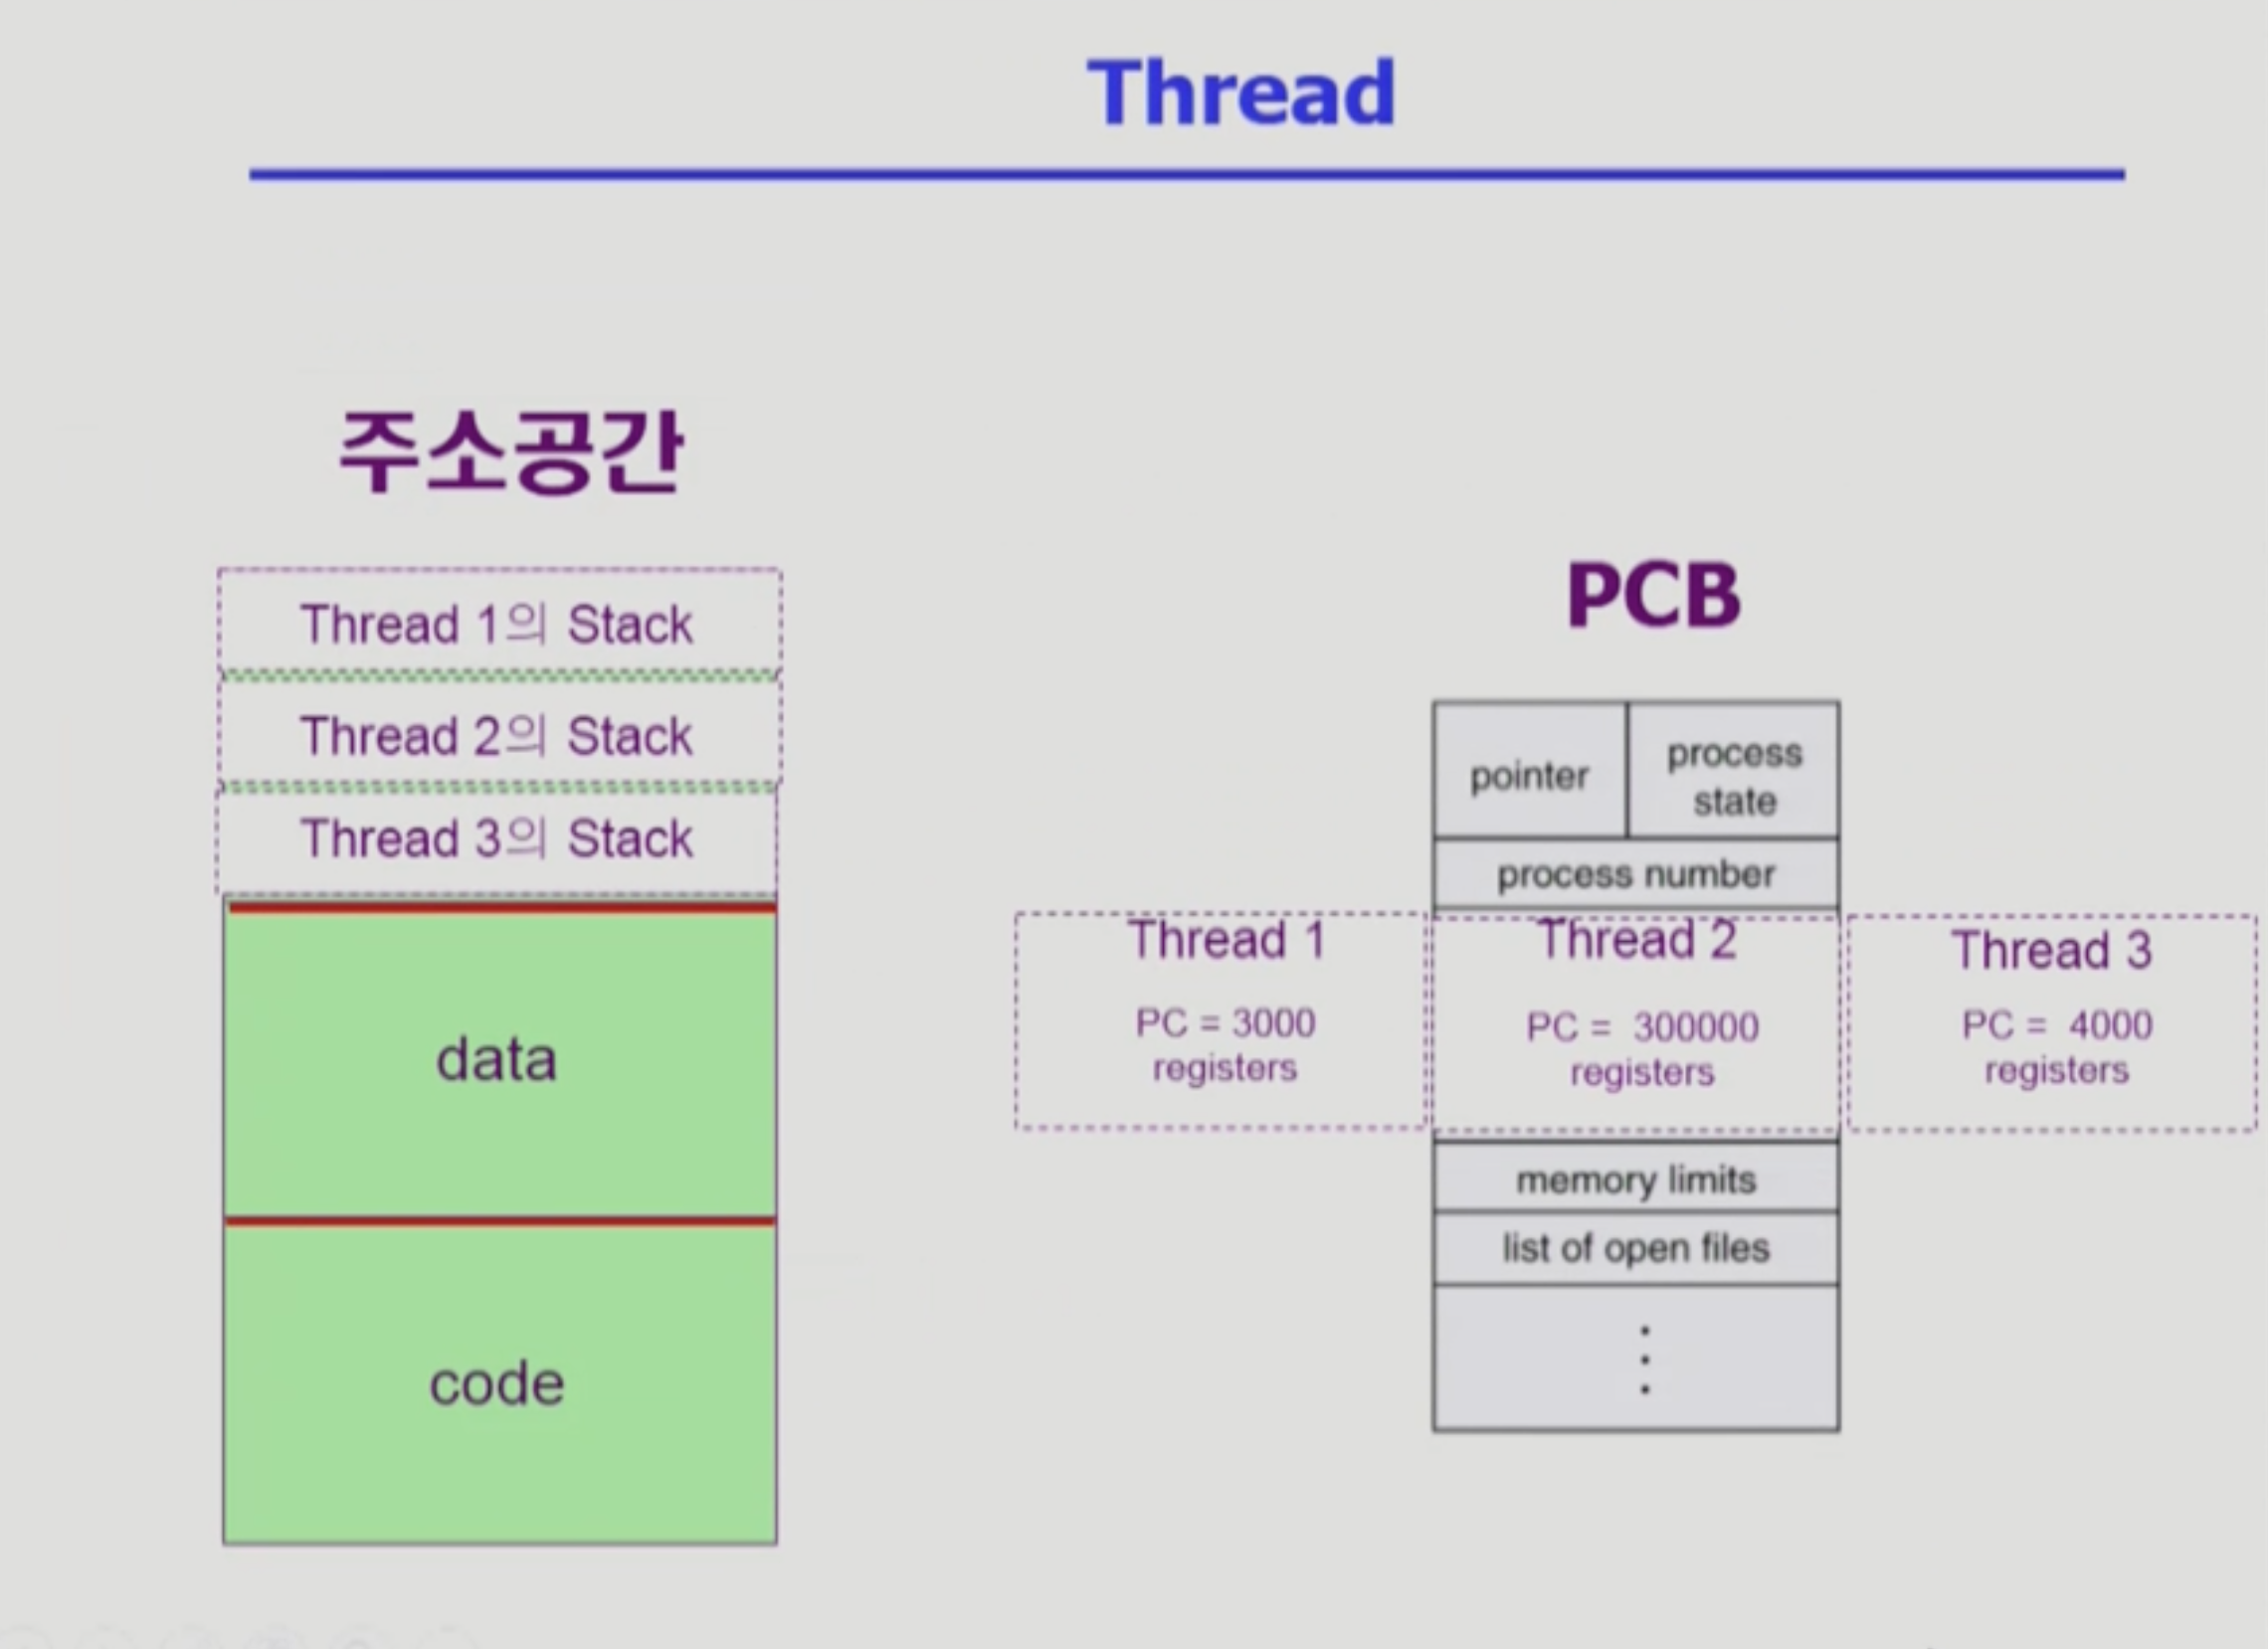 Thread
주소공간
Thread 1의 Stack
Thread 2의 Stack
Thread 3의 Stack
data
code
PCB
pointer
process
state
process number
Thread 1
PC = 3000
registers
Thread 2
PC = 300000
registers
Thread 3
PC = 4000
registers
memory limits
list of open files